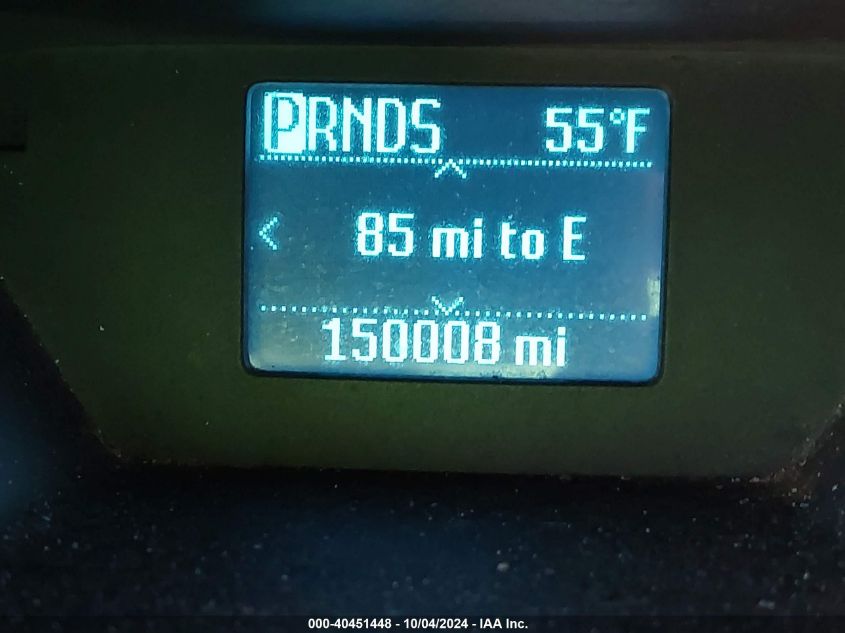 PRNDS 55°F
85 mi to E
150008 mi
000-40451448 - 10/04/2024 - IAA Inc.